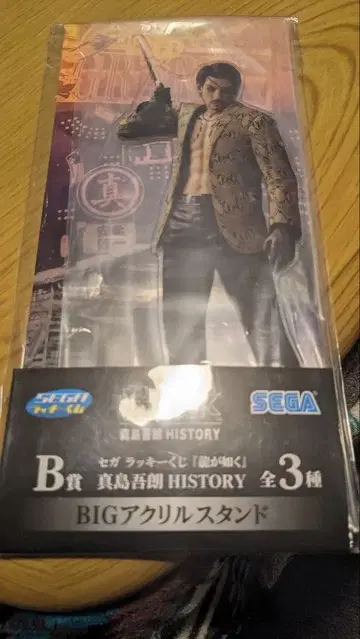 真
SEGA
ラッキーくじ
SEGA
真島吾朗 HISTORY
セガ ラッキーくじ「龍が如く」
B賞 真島吾朗 HISTORY 全3種
BIGアクリルスタンド